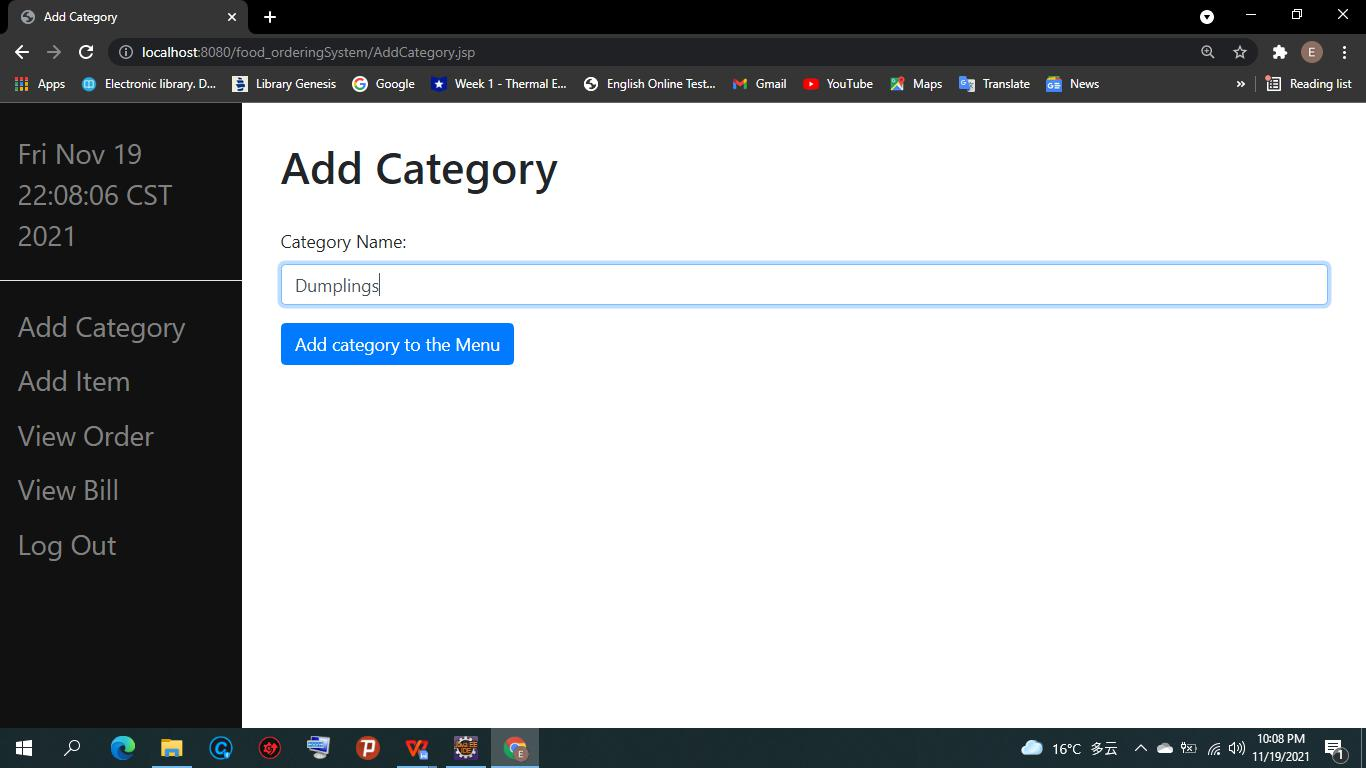 Add Category
localhost:8080/food_orderingSystem/AddCategory.jsp
E
Apps
Electronic library. D...
Library Genesis
Google
Week 1 - Thermal E...
English Online Test...
Gmail
YouTube
Maps
Translate
News
»
Reading list
Fri Nov 19
22:08:06 CST
2021
Add Category
Add Item
View Order
View Bill
Log Out
Add Category
Category Name:
Dumplings
Add category to the Menu
16°C 多云
10:08 PM
11/19/2021
1